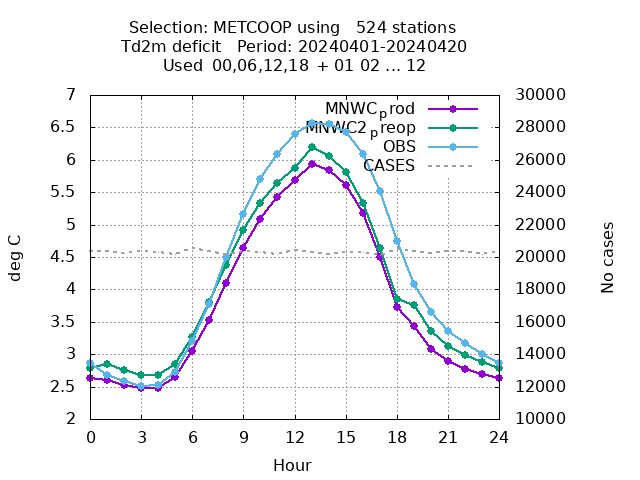 Selection: METCOOP using   524 stations
Td2m deficit   Period: 20240401-20240420
Used 00,06,12,18 + 01 02 ... 12
MNWCprod
MNWC2preop
OBS
CASES
deg C
7
6.5
6
5.5
5
4.5
4
3.5
3
2.5
2
30000
28000
26000
24000
22000
20000
18000
16000
14000
12000
10000
No cases
0 3 6 9 12 15 18 21 24
Hour